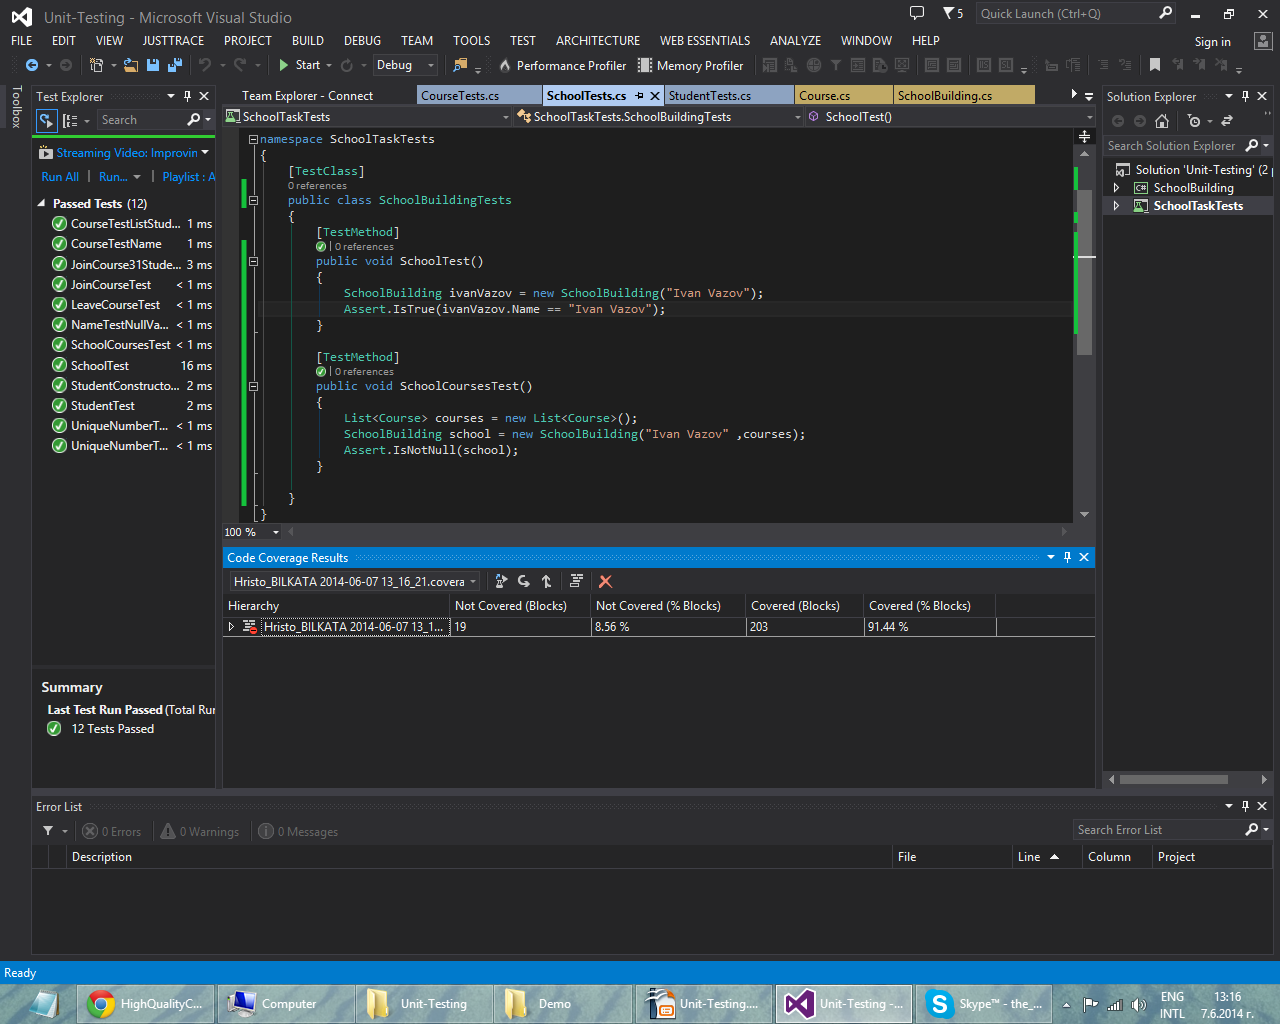 Unit-Testing - Microsoft Visual Studio
5
Quick Launch (Ctrl+Q)
FILE EDIT VIEW JUSTTRACE PROJECT BUILD DEBUG TEAM TOOLS TEST ARCHITECTURE WEB ESSENTIALS ANALYZE WINDOW HELP
Sign in
Start Debug Performance Profiler Memory Profiler
Toolbox
Test Explorer
Search
Streaming Video: Improvin
Run All | Run... | Playlist : A
Passed Tests (12)
CourseTestListStud... 1 ms
CourseTestName 1 ms
JoinCourse31Stude... 3 ms
JoinCourseTest < 1 ms
LeaveCourseTest < 1 ms
NameTestNullVa... < 1 ms
SchoolCoursesTest < 1 ms
SchoolTest 16 ms
StudentConstructo... 2 ms
StudentTest 2 ms
UniqueNumberT... < 1 ms
UniqueNumberT... < 1 ms
Summary
Last Test Run Passed (Total Run
12 Tests Passed
Team Explorer - Connect CourseTests.cs SchoolTests.cs StudentTests.cs Course.cs SchoolBuilding.cs
SchoolTaskTests SchoolTaskTests.SchoolBuildingTests SchoolTest()
namespace SchoolTaskTests
{
[TestClass]
0 references
public class SchoolBuildingTests
{
[TestMethod]
| 0 references
public void SchoolTest()
{
SchoolBuilding ivanVazov = new SchoolBuilding("Ivan Vazov");
Assert.IsTrue(ivanVazov.Name == "Ivan Vazov");
}
[TestMethod]
| 0 references
public void SchoolCoursesTest()
{
List<Course> courses = new List<Course>();
SchoolBuilding school = new SchoolBuilding("Ivan Vazov" ,courses);
Assert.IsNotNull(school);
}
}
}
100 %
Code Coverage Results
Hristo_BILKATA 2014-06-07 13_16_21.covera
Hierarchy Not Covered (Blocks) Not Covered (% Blocks) Covered (Blocks) Covered (% Blocks)
Hristo_BILKATA 2014-06-07 13_1... 19 8.56 % 203 91.44 %
Solution Explorer
Search Solution Explorer
Solution 'Unit-Testing' (2 p
SchoolBuilding
SchoolTaskTests
Error List
0 Errors 0 Warnings 0 Messages
Search Error List
Description File Line Column Project
Ready
HighQualityC... Computer Unit-Testing Demo Unit-Testing.... Unit-Testing -... Skype™ - the_...
ENG
INTL
13:16
7.6.2014 г.